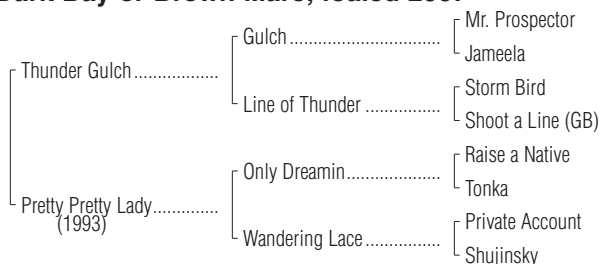 Dark Bay or Brown Mare; foaled
Mr. Prospector
Gulch
Jameela
Thunder Gulch
Storm Bird
Line of Thunder
Shoot a Line (GB)
Raise a Native
Only Dreamin
Tonka
Pretty Pretty Lady
(1993)
Private Account
Wandering Lace
Shujinsky